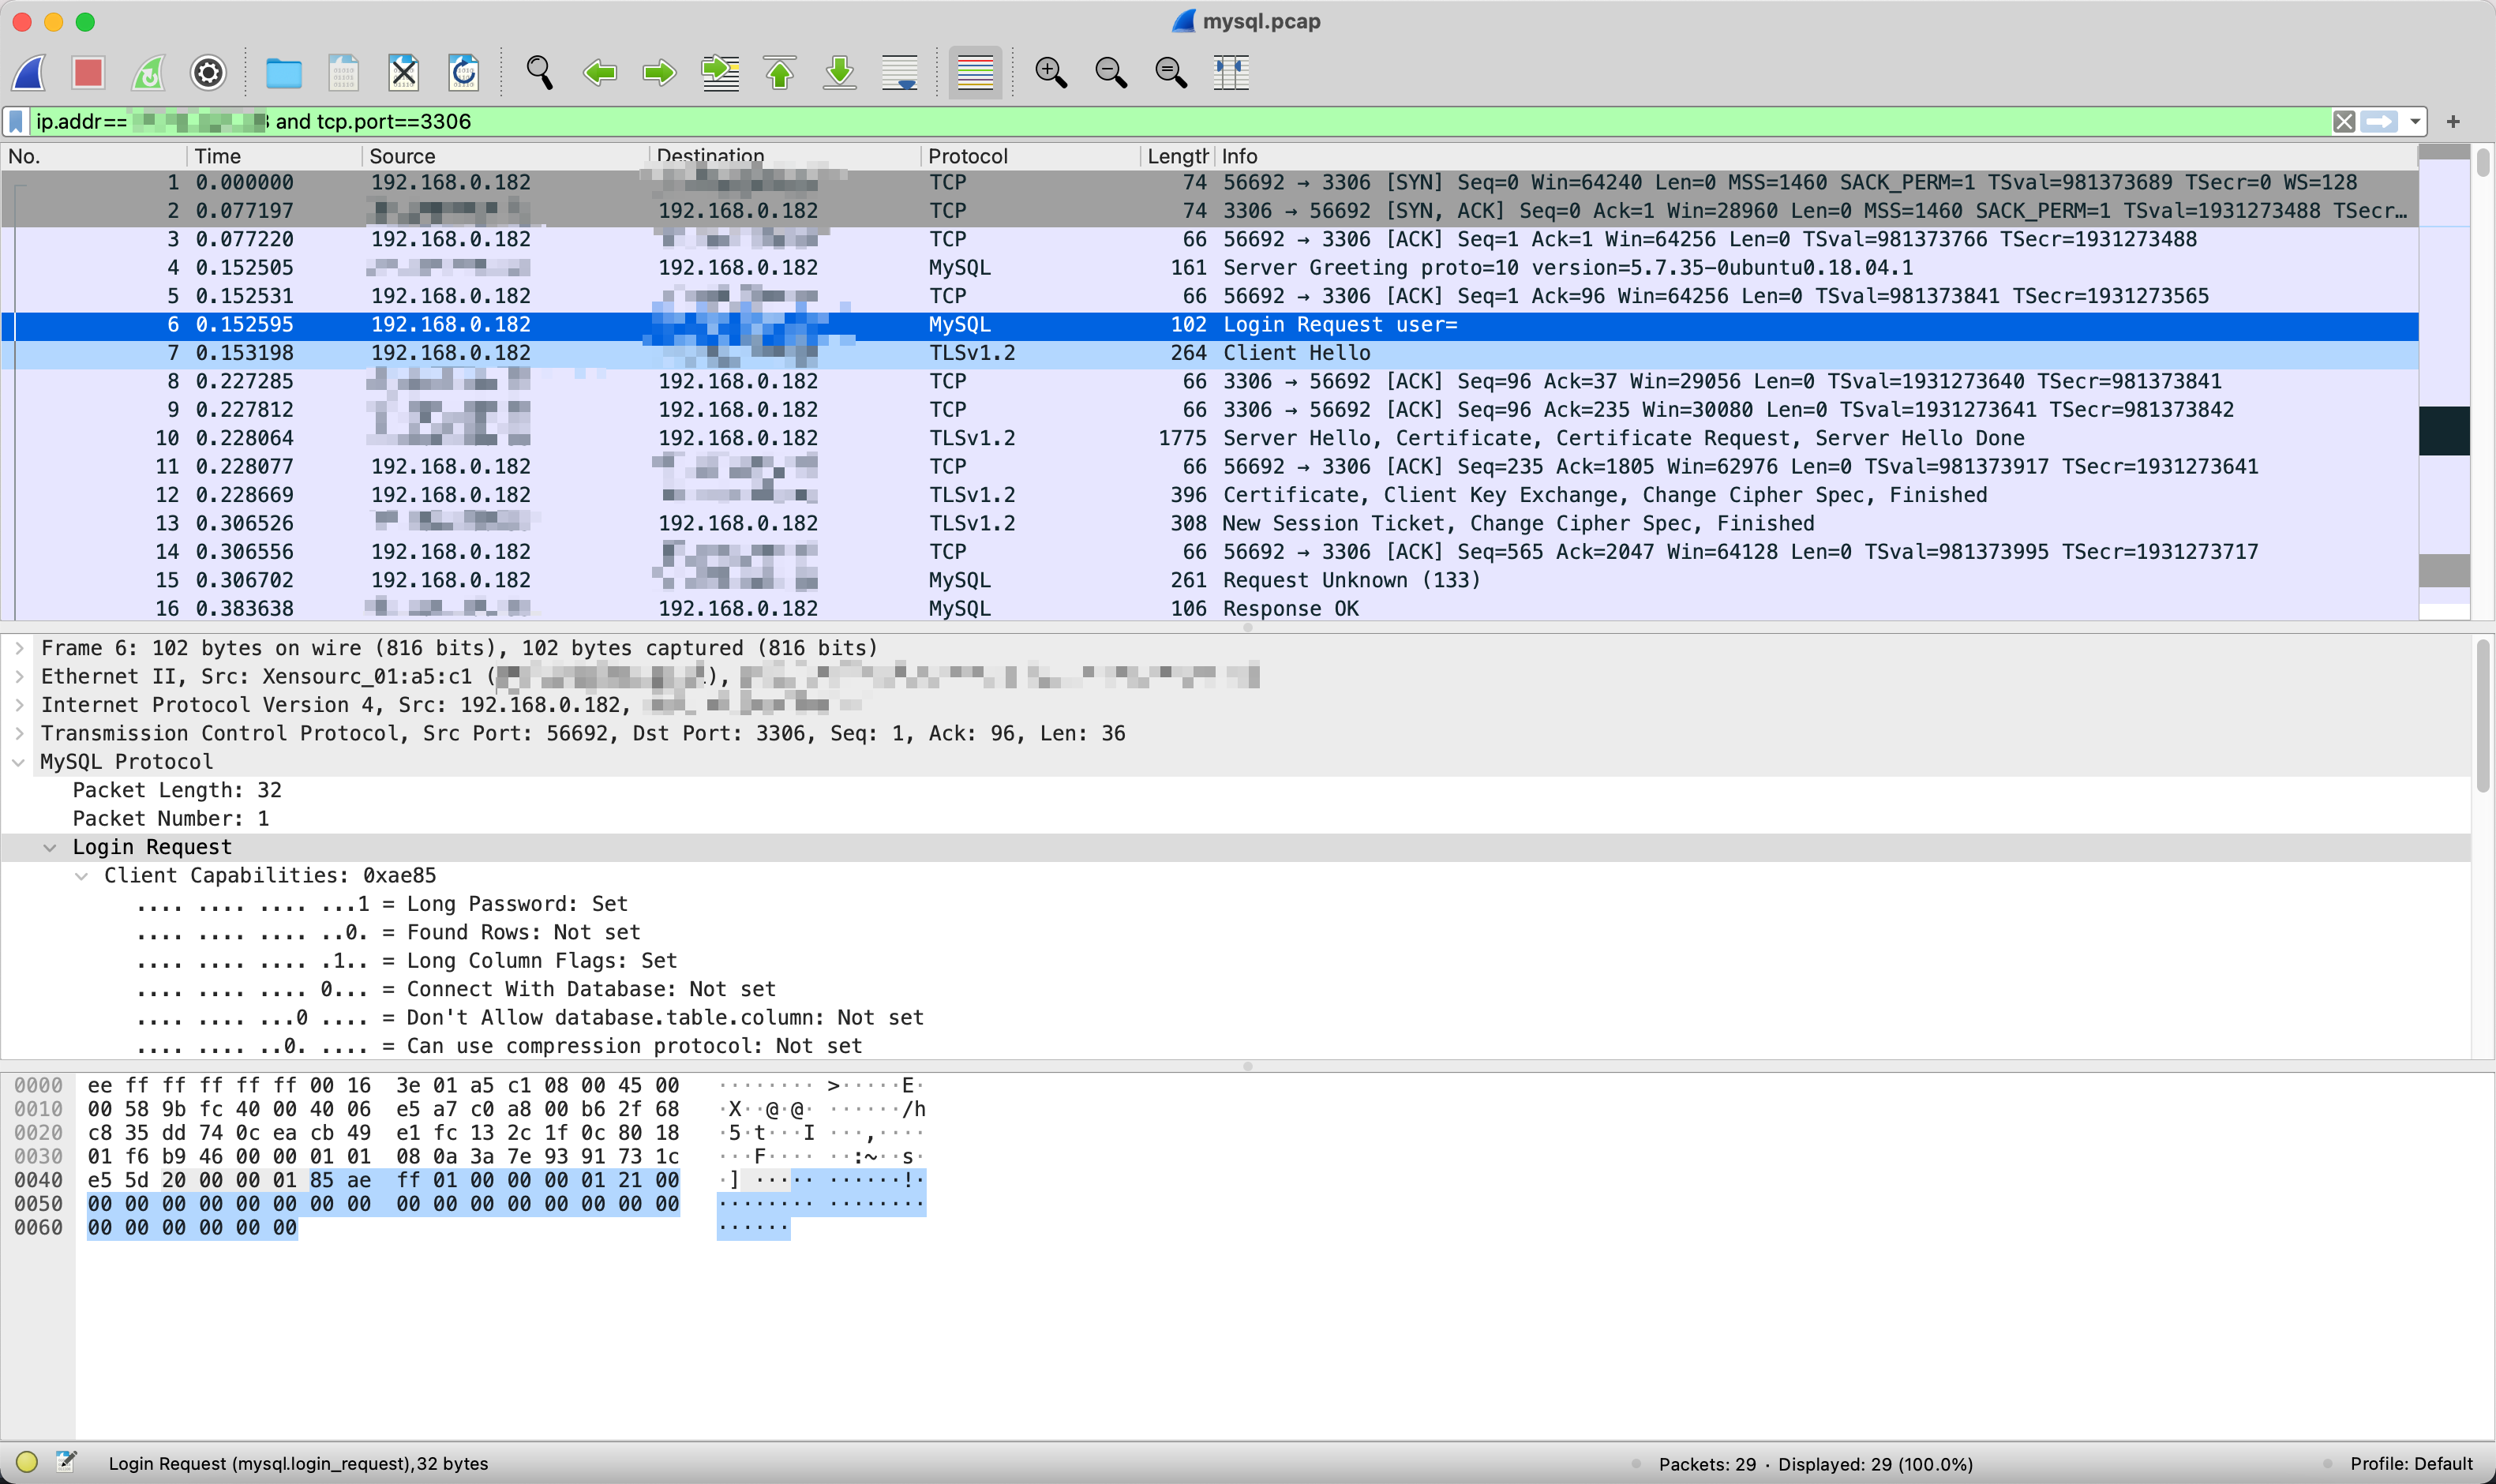 mysql.pcap
ip.addr== and tcp.port==3306
No. Time Source Destination Protocol Length Info
1 0.000000 192.168.0.182 TCP 74 56692 → 3306 [SYN] Seq=0 Win=64240 Len=0 MSS=1460 SACK_PERM=1 TSval=981373689 TSecr=0 WS=128
2 0.077197 192.168.0.182 TCP 74 3306 → 56692 [SYN, ACK] Seq=0 Ack=1 Win=28960 Len=0 MSS=1460 SACK_PERM=1 TSval=1931273488 TSecr…
3 0.077220 192.168.0.182 TCP 66 56692 → 3306 [ACK] Seq=1 Ack=1 Win=64256 Len=0 TSval=981373766 TSecr=1931273488
4 0.152505 192.168.0.182 MySQL 161 Server Greeting proto=10 version=5.7.35-0ubuntu0.18.04.1
5 0.152531 192.168.0.182 TCP 66 56692 → 3306 [ACK] Seq=1 Ack=96 Win=64256 Len=0 TSval=981373841 TSecr=1931273565
6 0.152595 192.168.0.182 MySQL 102 Login Request user=
7 0.153198 192.168.0.182 TLSv1.2 264 Client Hello
8 0.227285 192.168.0.182 TCP 66 3306 → 56692 [ACK] Seq=96 Ack=37 Win=29056 Len=0 TSval=1931273640 TSecr=981373841
9 0.227812 192.168.0.182 TCP 66 3306 → 56692 [ACK] Seq=96 Ack=235 Win=30080 Len=0 TSval=1931273641 TSecr=981373842
10 0.228064 192.168.0.182 TLSv1.2 1775 Server Hello, Certificate, Certificate Request, Server Hello Done
11 0.228077 192.168.0.182 TCP 66 56692 → 3306 [ACK] Seq=235 Ack=1805 Win=62976 Len=0 TSval=981373917 TSecr=1931273641
12 0.228669 192.168.0.182 TLSv1.2 396 Certificate, Client Key Exchange, Change Cipher Spec, Finished
13 0.306526 192.168.0.182 TLSv1.2 308 New Session Ticket, Change Cipher Spec, Finished
14 0.306556 192.168.0.182 TCP 66 56692 → 3306 [ACK] Seq=565 Ack=2047 Win=64128 Len=0 TSval=981373995 TSecr=1931273717
15 0.306702 192.168.0.182 MySQL 261 Request Unknown (133)
16 0.383638 192.168.0.182 MySQL 106 Response OK
Frame 6: 102 bytes on wire (816 bits), 102 bytes captured (816 bits)
Ethernet II, Src: Xensourc_01:a5:c1 ( ),
Internet Protocol Version 4, Src: 192.168.0.182,
Transmission Control Protocol, Src Port: 56692, Dst Port: 3306, Seq: 1, Ack: 96, Len: 36
MySQL Protocol
Packet Length: 32
Packet Number: 1
Login Request
Client Capabilities: 0xae85
.... .... .... ...1 = Long Password: Set
.... .... .... ..0. = Found Rows: Not set
.... .... .... .1.. = Long Column Flags: Set
.... .... .... 0... = Connect With Database: Not set
.... .... ...0 .... = Don't Allow database.table.column: Not set
.... .... ..0. .... = Can use compression protocol: Not set
0000 ee ff ff ff ff ff 00 16 3e 01 a5 c1 08 00 45 00 ········ >·····E·
0010 00 58 9b fc 40 00 40 06 e5 a7 c0 a8 00 b6 2f 68 ·X··@·@· ······/h
0020 c8 35 dd 74 0c ea cb 49 e1 fc 13 2c 1f 0c 80 18 ·5·t···I ···,····
0030 01 f6 b9 46 00 00 01 01 08 0a 3a 7e 93 91 73 1c ···F···· ··:~··s·
0040 e5 5d 20 00 00 01 85 ae ff 01 00 00 00 01 21 00 ·] ····· ······!·
0050 00 00 00 00 00 00 00 00 00 00 00 00 00 00 00 00 ········ ········
0060 00 00 00 00 00 00 ······
Login Request (mysql.login_request), 32 bytes
Packets: 29 · Displayed: 29 (100.0%)
Profile: Default